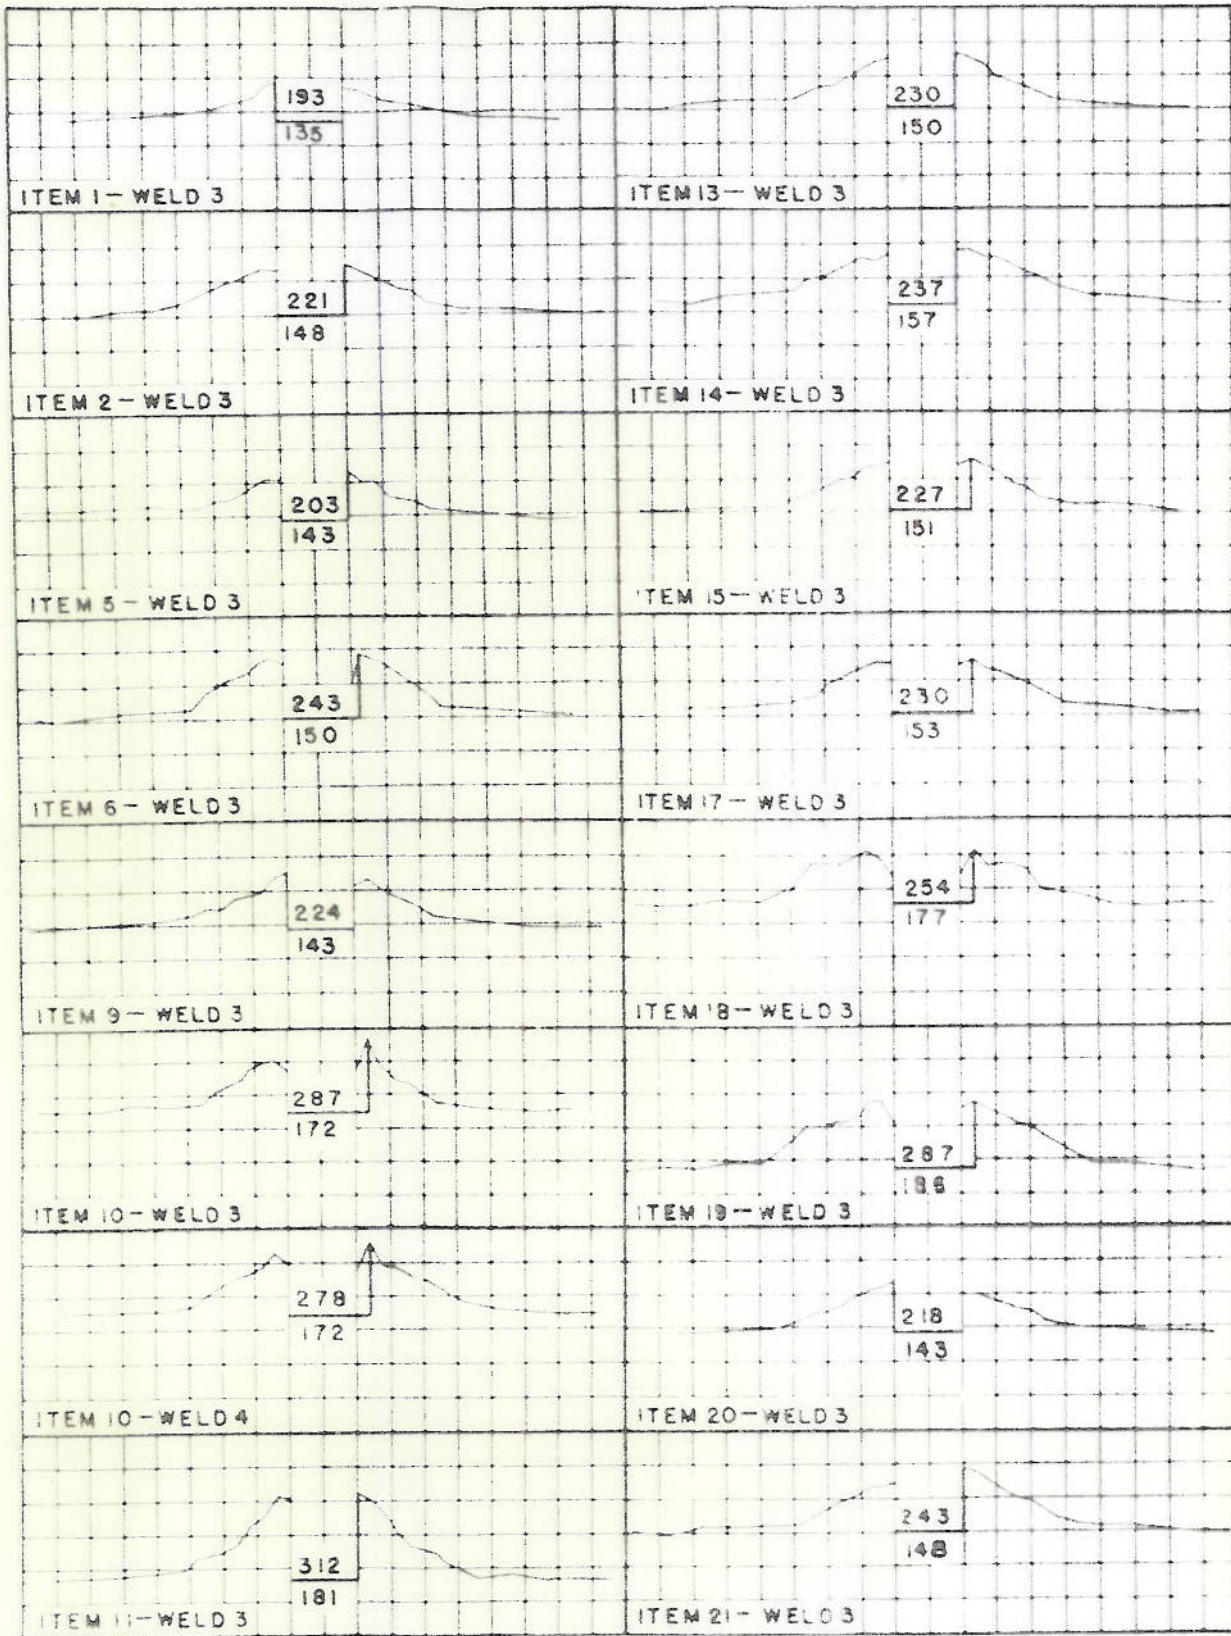 193
135
ITEM 1 - WELD 3
221
148
ITEM 2 - WELD 3
203
143
ITEM 5 - WELD 3
243
150
ITEM 6 - WELD 3
224
143
ITEM 9 - WELD 3
287
172
ITEM 10 - WELD 3
278
172
ITEM 10 - WELD 4
312
181
ITEM 11 - WELD 3
230
150
ITEM 13 - WELD 3
237
157
ITEM 14 - WELD 3
227
151
ITEM 15 - WELD 3
230
153
ITEM 17 - WELD 3
254
177
ITEM 18 - WELD 3
287
186
ITEM 19 - WELD 3
218
143
ITEM 20 - WELD 3
243
148
ITEM 21 - WELD 3